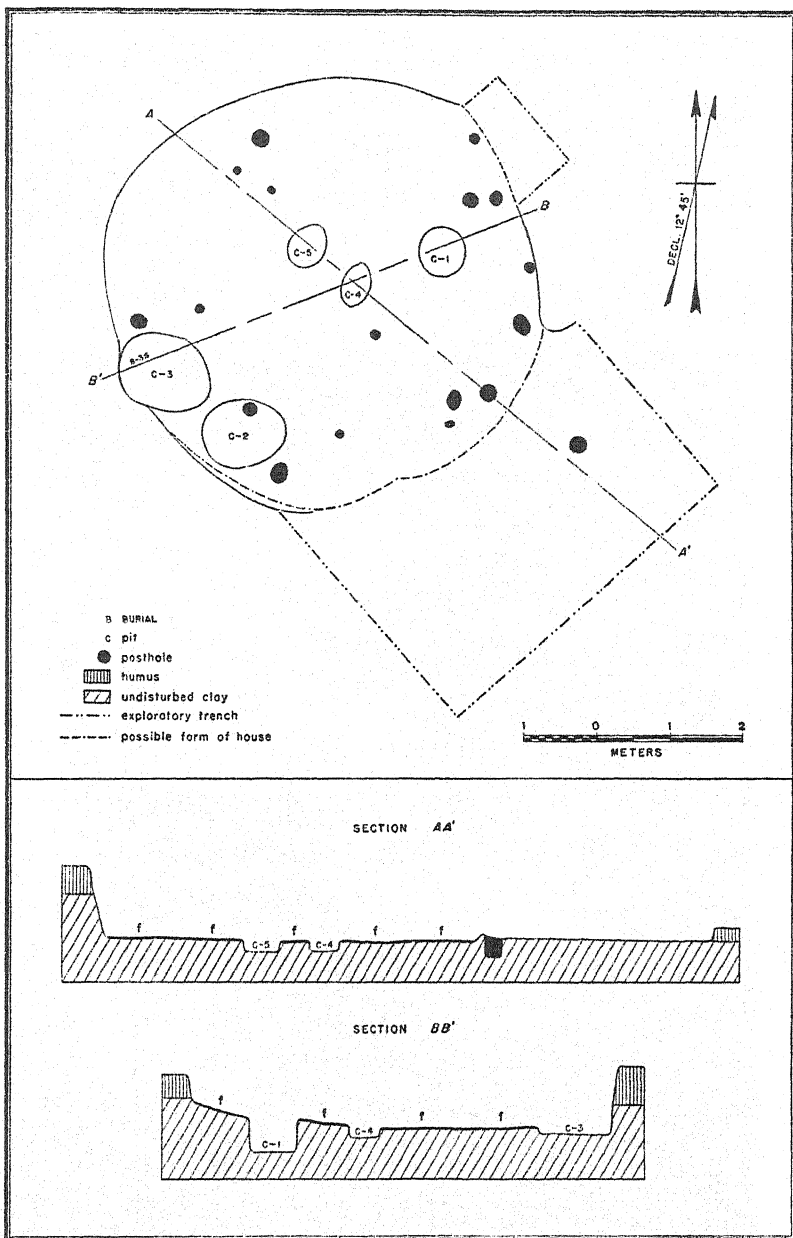 A
B
C-5
C-1
C-4
DECL. 12° 45'
B'
C-3
C-2
A'
B BURIAL
C pit
posthole
humus
undisturbed clay
exploratory trench
possible form of house
1 0 1 2
METERS
SECTION AA'
f f f f f
C-5 C-4
SECTION BB'
f f f f
C-1 C-4 C-3